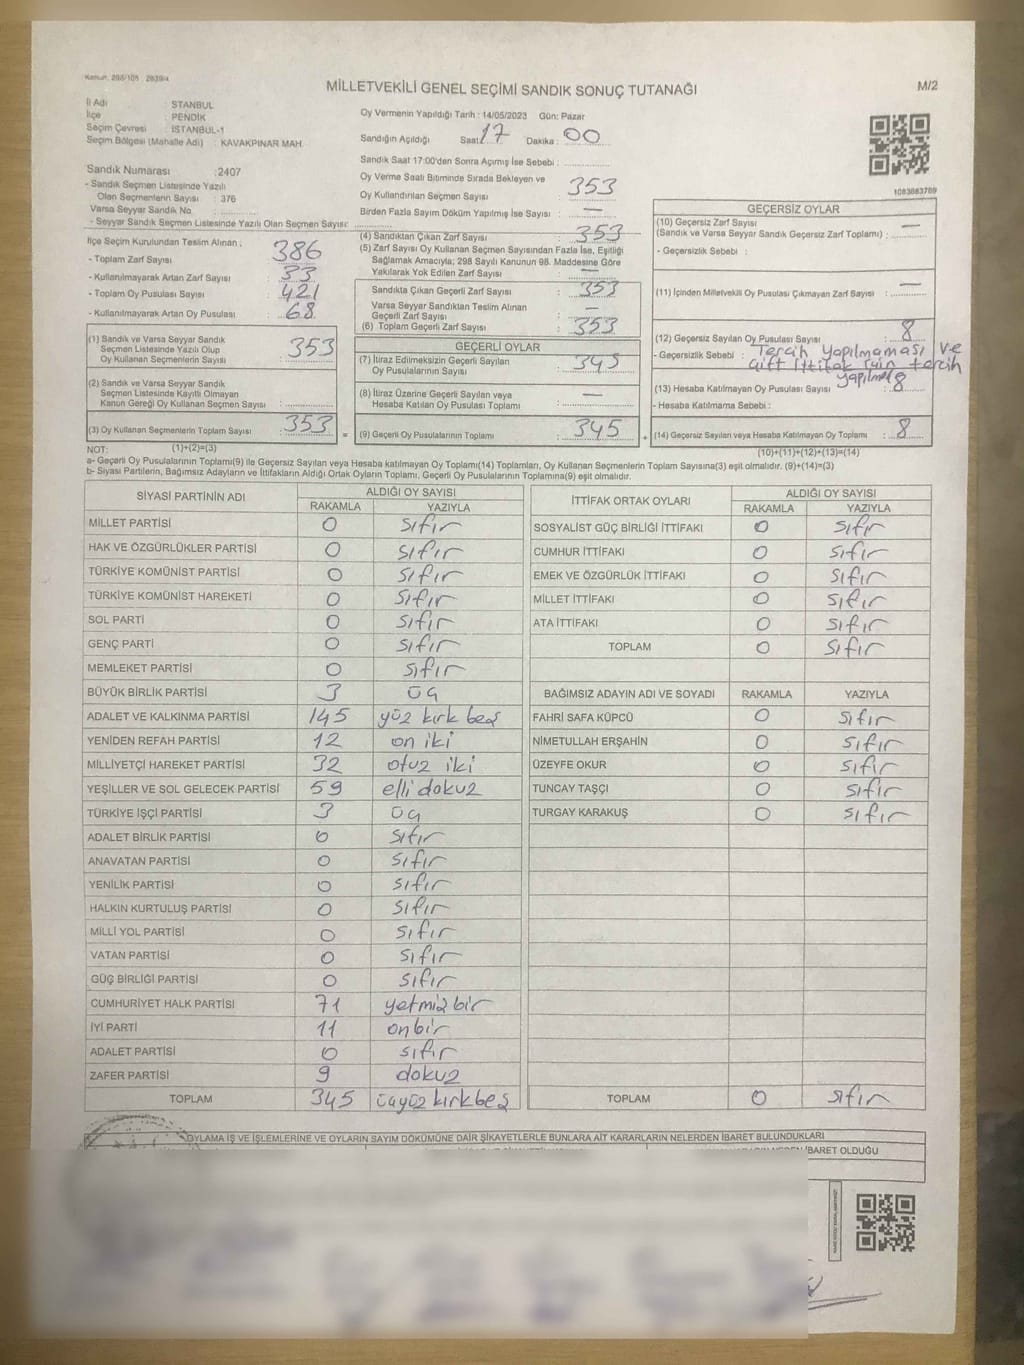 Kanun: 298/105 2839/4
MİLLETVEKİLİ GENEL SEÇİMİ SANDIK SONUÇ TUTANAĞI
M/2
İl Adı : İSTANBUL
İlçe : PENDİK
Seçim Çevresi : İSTANBUL-1
Seçim Bölgesi (Mahalle Adi) : KAVAKPINAR MAH.
Sandık Numarası : 2407
- Sandık Seçmen Listesinde Yazılı
Olan Seçmenlerin Sayısı : 376
Varsa Seyyar Sandık No
- Seyyar Sandık Seçmen Listesinde Yazılı Olan Seçmen Sayısı:
İlçe Seçim Kurulundan Teslim Alınan :
- Toplam Zarf Sayısı : 386
- Kullanılmayarak Artan Zarf Sayısı : 33
- Toplam Oy Pusulası Sayısı : 421
- Kullanılmayarak Artan Oy Pusulası : 68
(1) Sandık ve Varsa Seyyar Sandık
Seçmen Listesinde Yazılı Olup
Oy Kullanan Seçmenlerin Sayısı : 353
(2) Sandık ve Varsa Seyyar Sandık
Seçmen Listesinde Kayıtlı Olmayan
Kanun Gereği Oy Kullanan Seçmen Sayısı :
(3) Oy Kullanan Seçmenlerin Toplam Sayısı : 353
Oy Vermenin Yapıldığı Tarih : 14/05/2023 Gün: Pazar
Sandığın Açıldığı Saat: 17 Dakika : 00
Sandık Saat 17:00'den Sonra Açımış İse Sebebi :
Oy Verme Saati Bitiminde Sırada Bekleyen ve
Oy Kullandırılan Seçmen Sayısı 353
Birden Fazla Sayım Döküm Yapılmış İse Sayısı : —
(4) Sandıktan Çıkan Zarf Sayısı : 353
(5) Zarf Sayısı Oy Kullanan Seçmen Sayısından Fazla İse, Eşitliği
Sağlamak Amacıyla; 298 Sayılı Kanunun 98. Maddesine Göre
Yakılarak Yok Edilen Zarf Sayısı : —
Sandıkta Çıkan Geçerli Zarf Sayısı : 353
Varsa Seyyar Sandıktan Teslim Alınan
Geçerli Zarf Sayısı : —
(6) Toplam Geçerli Zarf Sayısı : 353
GEÇERLİ OYLAR
(7) İtiraz Edilmeksizin Geçerli Sayılan
Oy Pusulalarının Sayısı : 345
(8) İtiraz Üzerine Geçerli Sayılan veya
Hesaba Katılan Oy Pusulası Toplamı : —
= (9) Geçerli Oy Pusulalarının Toplamı : 345
1083883789
GEÇERSİZ OYLAR
(10) Geçersiz Zarf Sayısı
(Sandık ve Varsa Seyyar Sandık Geçersiz Zarf Toplamı) : —
- Geçersizlik Sebebi :
(11) İçinden Milletvekili Oy Pusulası Çıkmayan Zarf Sayısı : —
(12) Geçersiz Sayılan Oy Pusulası Sayısı : 8
- Geçersizlik Sebebi : Tercih yapılmaması ve
çift ittifak için tercih
(13) Hesaba Katılmayan Oy Pusulası Sayısı : 8
- Hesaba Katılmama Sebebi :
+ (14) Geçersiz Sayılan veya Hesaba Katılmayan Oy Toplamı : 8
NOT: (1)+(2)=(3)
(10)+(11)+(12)+(13)=(14)
a- Geçerli Oy Pusulalarının Toplamı(9) ile Geçersiz Sayılan veya Hesaba katılmayan Oy Toplamı(14) Toplamları, Oy Kullanan Seçmenlerin Toplam Sayısına(3) eşit olmalıdır. (9)+(14)=(3)
b- Siyasi Partilerin, Bağımsız Adayların ve İttifakların Aldığı Ortak Oyların Toplamı, Geçerli Oy Pusulalarının Toplamına(9) eşit olmalıdır.
SİYASİ PARTİNİN ADI ALDIĞI OY SAYISI
RAKAMLA YAZIYLA
MİLLET PARTİSİ 0 sıfır
HAK VE ÖZGÜRLÜKLER PARTİSİ 0 sıfır
TÜRKİYE KOMÜNİST PARTİSİ 0 sıfır
TÜRKİYE KOMÜNİST HAREKETİ 0 sıfır
SOL PARTİ 0 sıfır
GENÇ PARTİ 0 sıfır
MEMLEKET PARTİSİ 0 sıfır
BÜYÜK BİRLİK PARTİSİ 3 üç
ADALET VE KALKINMA PARTİSİ 145 yüz kırk beş
YENİDEN REFAH PARTİSİ 12 on iki
MİLLİYETÇİ HAREKET PARTİSİ 32 otuz iki
YEŞİLLER VE SOL GELECEK PARTİSİ 59 elli dokuz
TÜRKİYE İŞÇİ PARTİSİ 3 üç
ADALET BİRLİK PARTİSİ 0 sıfır
ANAVATAN PARTİSİ 0 sıfır
YENİLİK PARTİSİ 0 sıfır
HALKIN KURTULUŞ PARTİSİ 0 sıfır
MİLLİ YOL PARTİSİ 0 sıfır
VATAN PARTİSİ 0 sıfır
GÜÇ BİRLİĞİ PARTİSİ 0 sıfır
CUMHURİYET HALK PARTİSİ 71 yetmiş bir
İYİ PARTİ 11 onbir
ADALET PARTİSİ 0 sıfır
ZAFER PARTİSİ 9 dokuz
TOPLAM 345 üçyüz kırkbeş
İTTİFAK ORTAK OYLARI ALDIĞI OY SAYISI
RAKAMLA YAZIYLA
SOSYALİST GÜÇ BİRLİĞİ İTTİFAKI 0 sıfır
CUMHUR İTTİFAKI 0 sıfır
EMEK VE ÖZGÜRLÜK İTTİFAKI 0 sıfır
MİLLET İTTİFAKI 0 sıfır
ATA İTTİFAKI 0 sıfır
TOPLAM 0 sıfır
BAĞIMSIZ ADAYIN ADI VE SOYADI RAKAMLA YAZIYLA
FAHRİ SAFA KÜPCÜ 0 sıfır
NİMETULLAH ERŞAHİN 0 sıfır
ÜZEYFE OKUR 0 sıfır
TUNCAY TAŞÇI 0 sıfır
TURGAY KARAKUŞ 0 sıfır
TOPLAM 0 sıfır
OYLAMA İŞ VE İŞLEMLERİNE VE OYLARIN SAYIM DÖKÜMÜNE DAİR ŞİKAYETLERLE BUNLARA AİT KARARLARIN NELERDEN İBARET BULUNDUKLARI
İBARET OLDUĞU